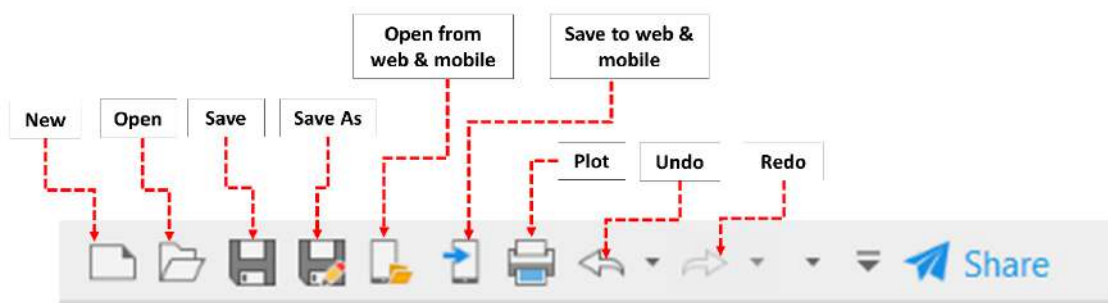 Open from
web & mobile
Save to web &
mobile
New
Open
Save
Save As
Plot
Undo
Redo
Share